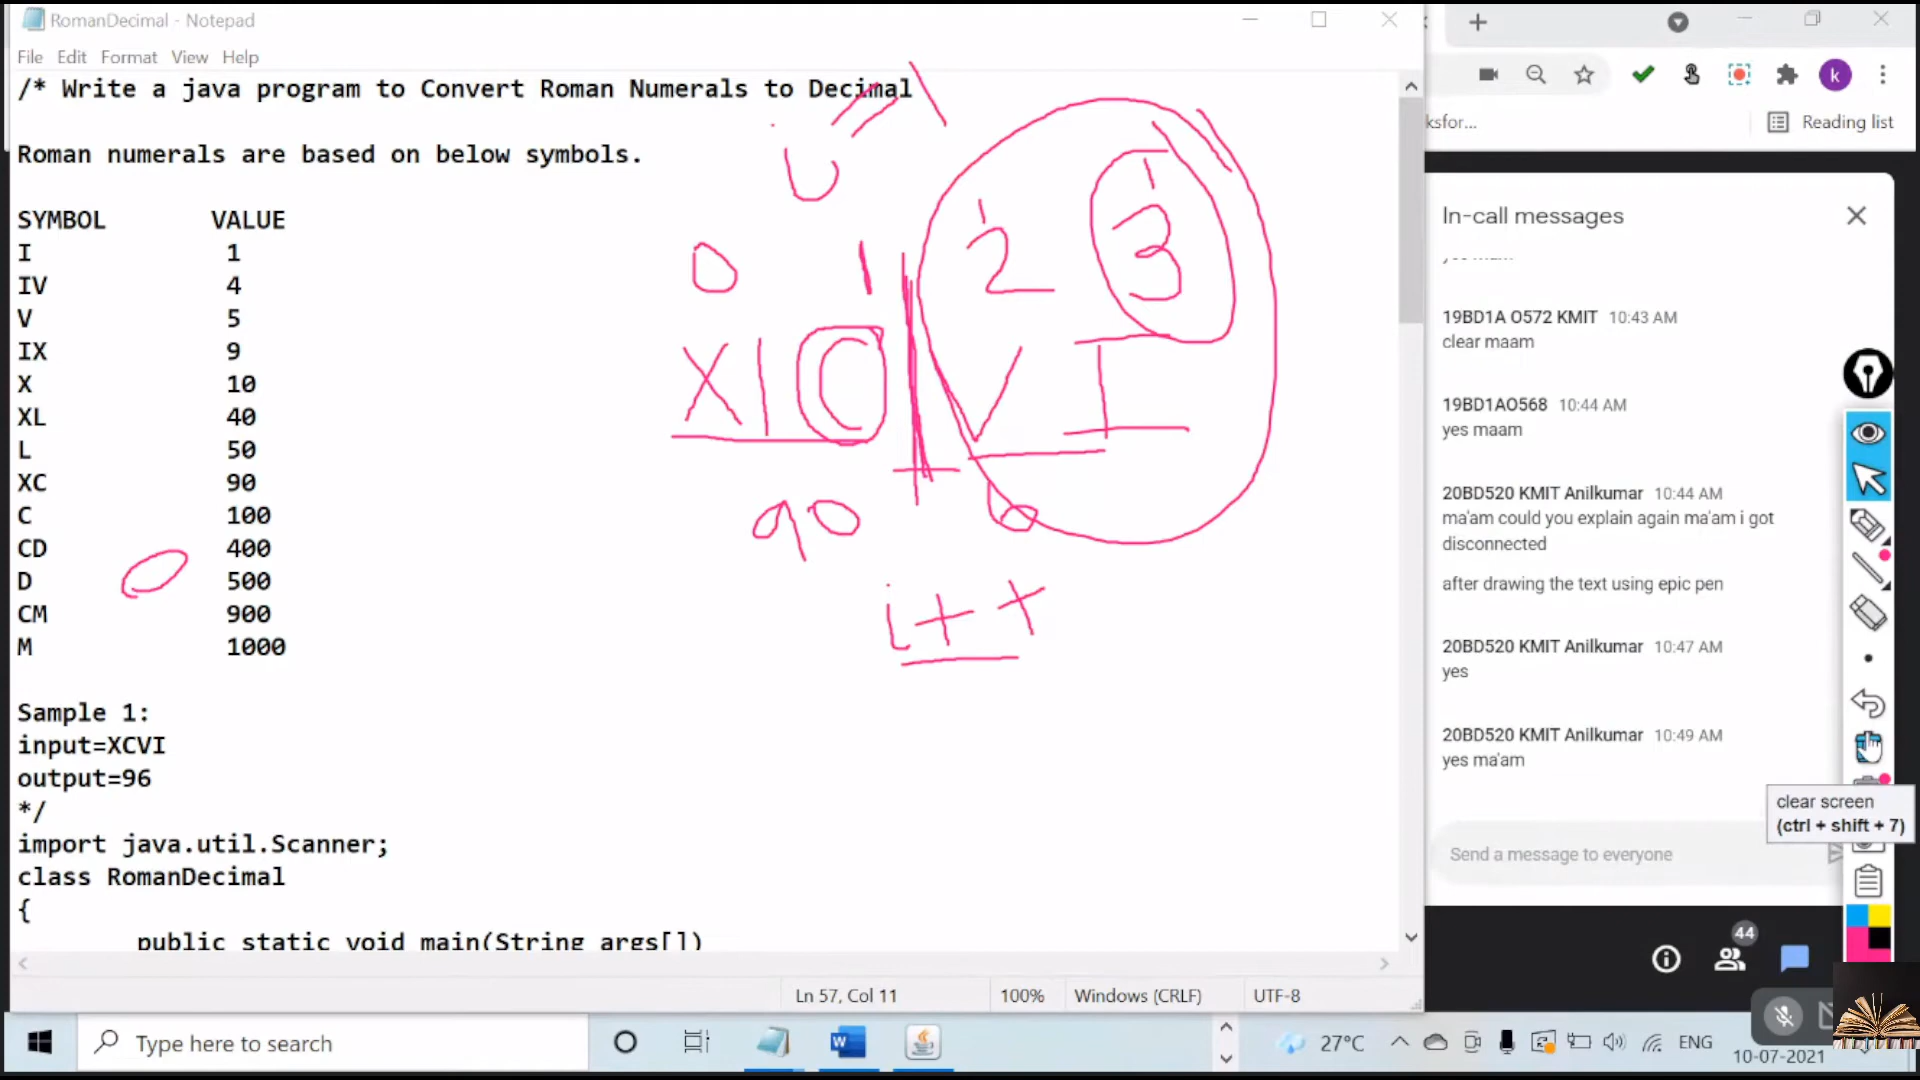 RomanDecimal - Notepad
File Edit Format View Help
/* Write a java program to Convert Roman Numerals to Decimal
Roman numerals are based on below symbols.
SYMBOL VALUE
I 1
IV 4
V 5
IX 9
X 10
XL 40
L 50
XC 90
C 100
CD 400
D 500
CM 900
M 1000
Sample 1:
input=XCVI
output=96
*/
import java.util.Scanner;
class RomanDecimal
{
public static void main(String args[])
0 1 2 3
X C V I
90
i++
Ln 57, Col 11 100% Windows (CRLF) UTF-8
k
ksfor... Reading list
In-call messages
19BD1A O572 KMIT 10:43 AM
clear maam
19BD1AO568 10:44 AM
yes maam
20BD520 KMIT Anilkumar 10:44 AM
ma'am could you explain again ma'am i got
disconnected
after drawing the text using epic pen
20BD520 KMIT Anilkumar 10:47 AM
yes
20BD520 KMIT Anilkumar 10:49 AM
yes ma'am
clear screen
(ctrl + shift + 7)
Send a message to everyone
44
Type here to search
W
27°C ENG
10-07-2021